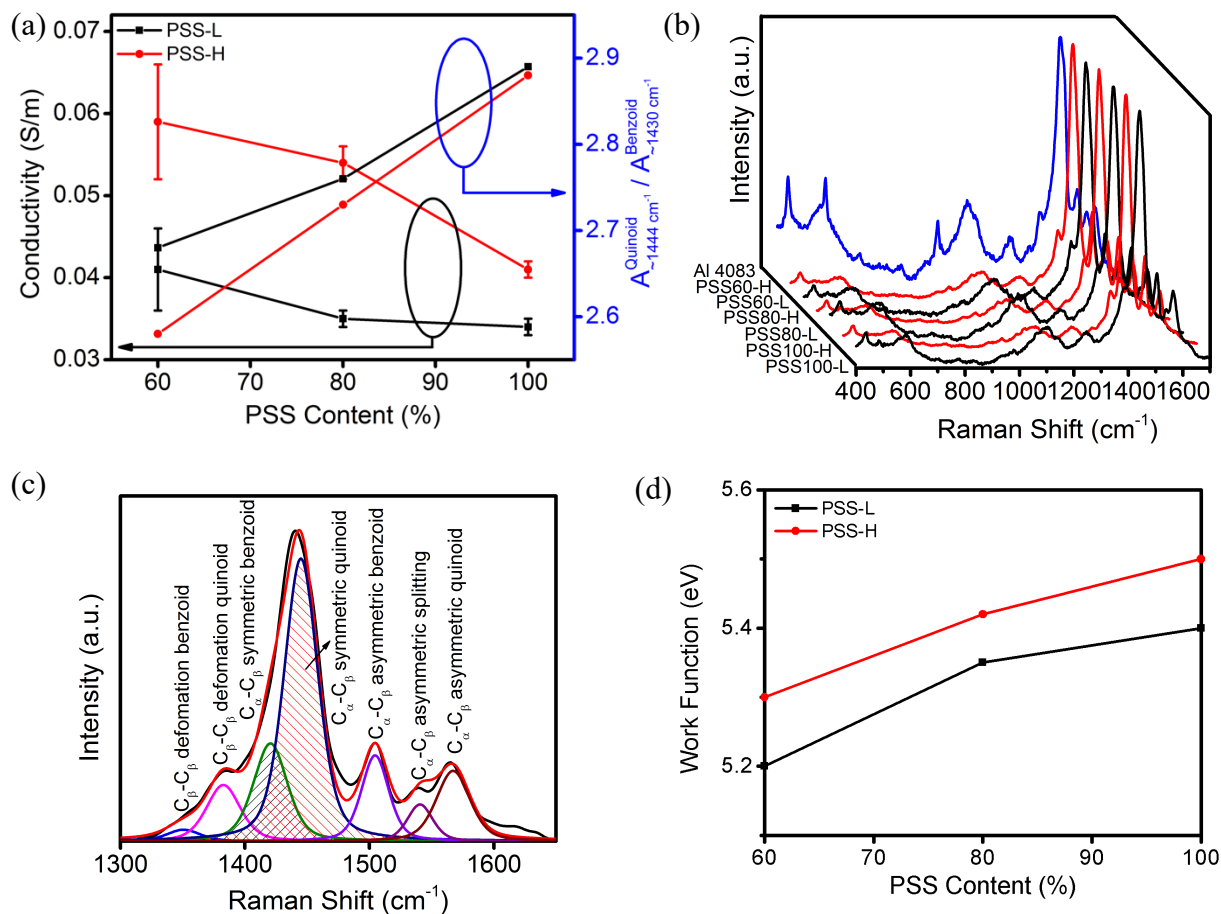 (a)
PSS-L
PSS-H
0.07
0.06
0.05
0.04
0.03
Conductivity (S/m)
60
70
80
90
100
PSS Content (%)
2.9
2.8
2.7
2.6
A Quinoid ~1444 cm⁻¹ / A Benzoid ~1430 cm⁻¹
(b)
Intensity (a.u.)
AI 4083
PSS60-H
PSS60-L
PSS80-H
PSS80-L
PSS100-H
PSS100-L
400 600 800 1000 1200 1400 1600
Raman Shift (cm⁻¹)
(c)
Intensity (a.u.)
Cβ-Cβ defomation benzoid
Cβ-Cβ defomation quinoid
Cα-Cβ symmetric benzoid
Cα-Cβ symmetric quinoid
Cα-Cβ asymmetric benzoid
Cα-Cβ asymmetric splitting
Cα-Cβ asymmetric quinoid
1300 1400 1500 1600
Raman Shift (cm⁻¹)
(d)
PSS-L
PSS-H
5.6
5.4
5.2
Work Function (eV)
60 70 80 90 100
PSS Content (%)